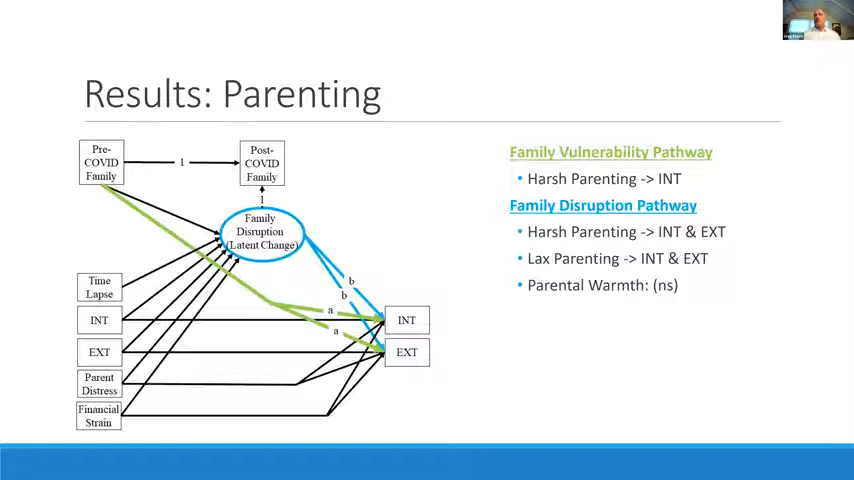 Results: Parenting
Pre-
COVID
Family
1
Post-
COVID
Family
1
Family
Disruption
(Latent Change)
Time
Lapse
INT
EXT
Parent
Distress
Financial
Strain
b
b
a
a
INT
EXT
Family Vulnerability Pathway
• Harsh Parenting -> INT
Family Disruption Pathway
• Harsh Parenting -> INT & EXT
• Lax Parenting -> INT & EXT
• Parental Warmth: (ns)